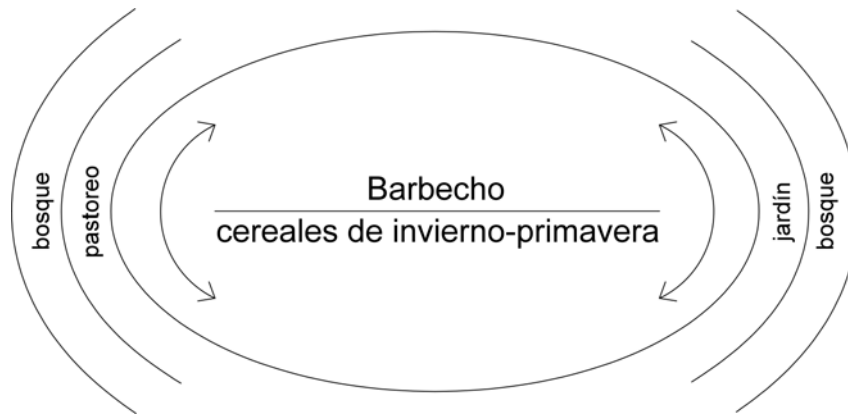 bosque
pastoreo
Barbecho
cereales de invierno-primavera
jardín
bosque